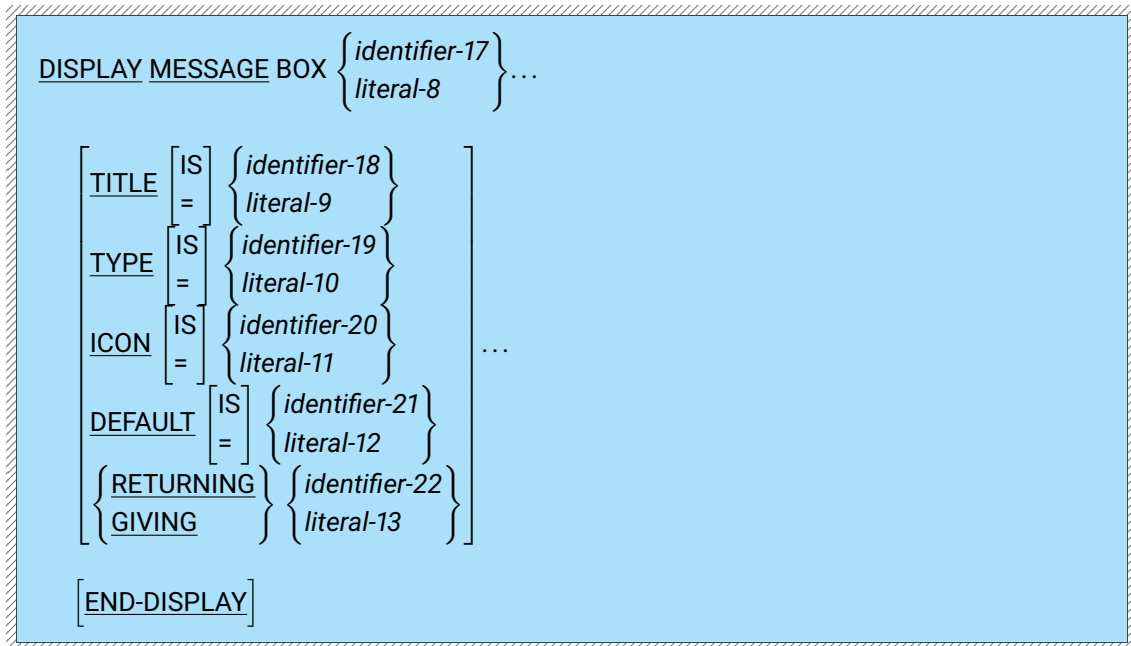 DISPLAY MESSAGE BOX { identifier-17
literal-8 } ...
TITLE [ IS
= ] { identifier-18
literal-9 }
TYPE [ IS
= ] { identifier-19
literal-10 }
ICON [ IS
= ] { identifier-20
literal-11 } ...
DEFAULT [ IS
= ] { identifier-21
literal-12 }
{ RETURNING
GIVING } { identifier-22
literal-13 }
[END-DISPLAY]